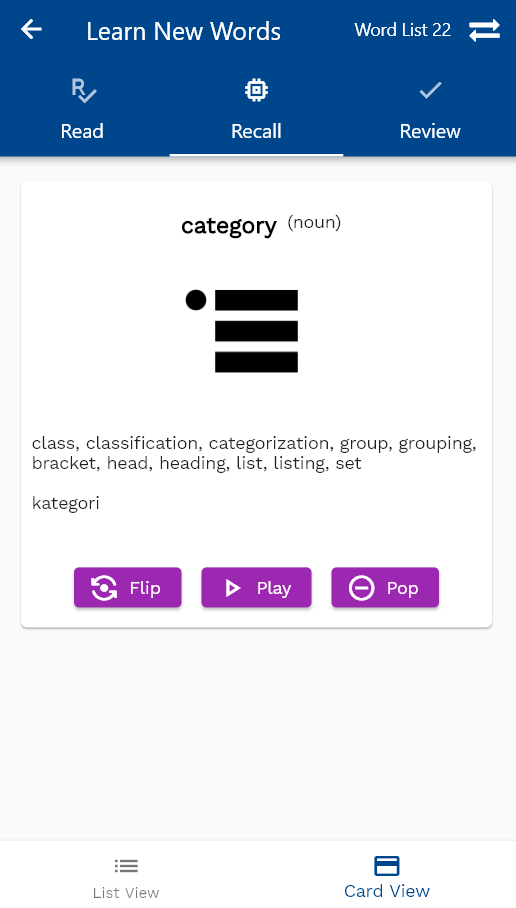 Learn New Words
Word List 22
Read
Recall
Review
category (noun)
class, classification, categorization, group, grouping,
bracket, head, heading, list, listing, set
kategori
Flip
Play
Pop
List View
Card View